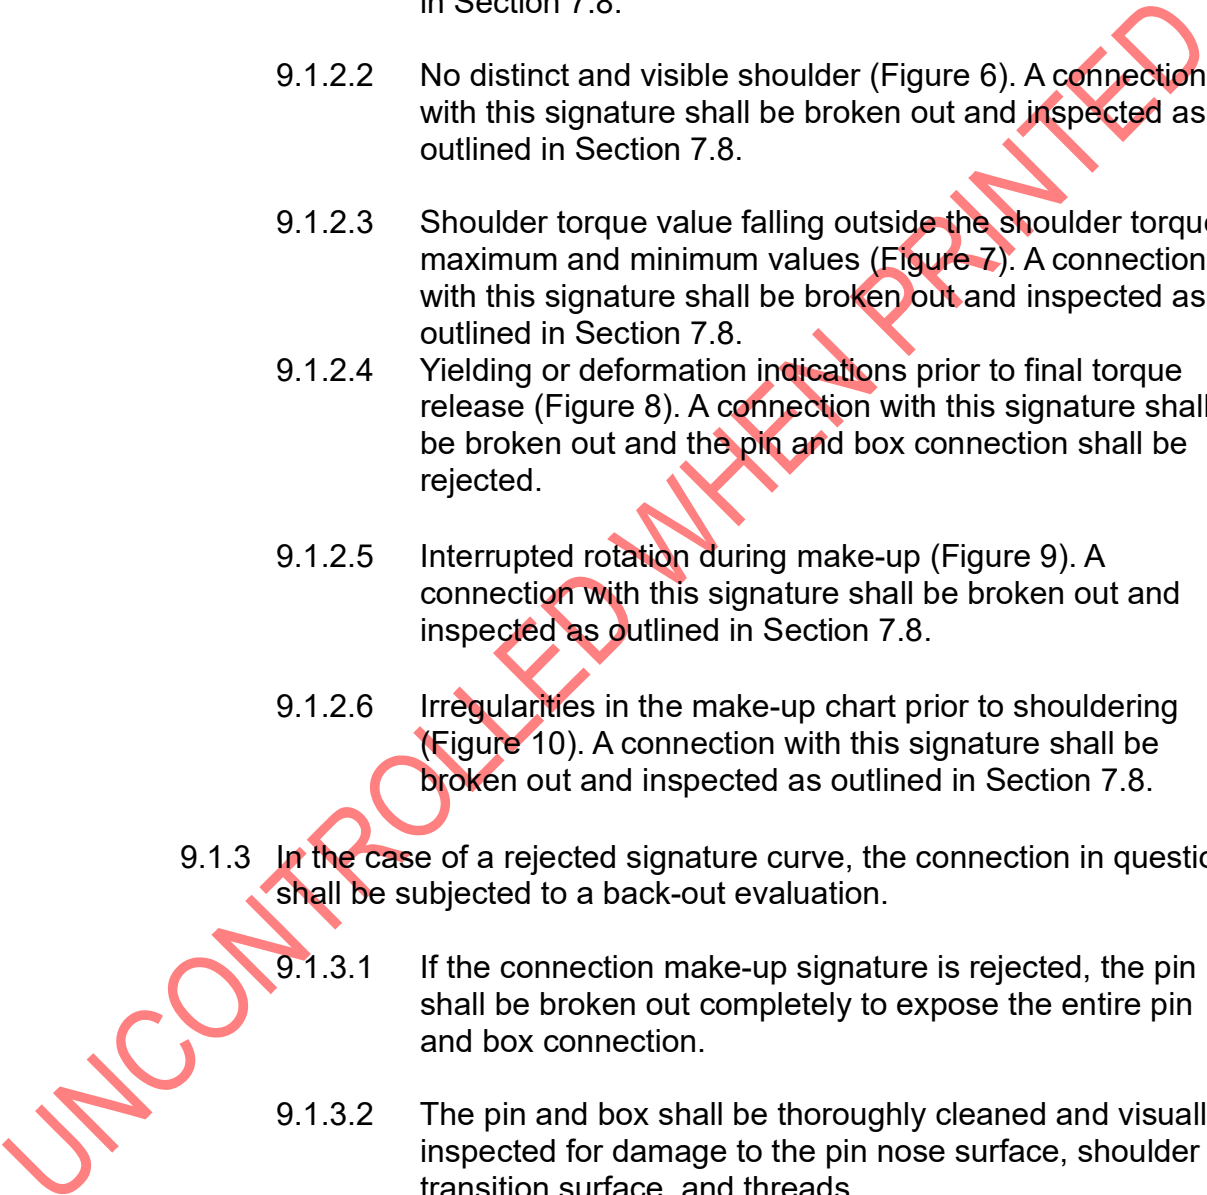 in Section 7.8.
9.1.2.2 No distinct and visible shoulder (Figure 6). A connection
with this signature shall be broken out and inspected as
outlined in Section 7.8.
9.1.2.3 Shoulder torque value falling outside the shoulder torque
maximum and minimum values (Figure 7). A connection
with this signature shall be broken out and inspected as
outlined in Section 7.8.
9.1.2.4 Yielding or deformation indications prior to final torque
release (Figure 8). A connection with this signature shall
be broken out and the pin and box connection shall be
rejected.
9.1.2.5 Interrupted rotation during make-up (Figure 9). A
connection with this signature shall be broken out and
inspected as outlined in Section 7.8.
9.1.2.6 Irregularities in the make-up chart prior to shouldering
(Figure 10). A connection with this signature shall be
broken out and inspected as outlined in Section 7.8.
9.1.3 In the case of a rejected signature curve, the connection in questio
shall be subjected to a back-out evaluation.
9.1.3.1 If the connection make-up signature is rejected, the pin
shall be broken out completely to expose the entire pin
and box connection.
9.1.3.2 The pin and box shall be thoroughly cleaned and visuall
inspected for damage to the pin nose surface, shoulder
transition surface, and threads.
UNCONTROLLED WHEN PRINTED